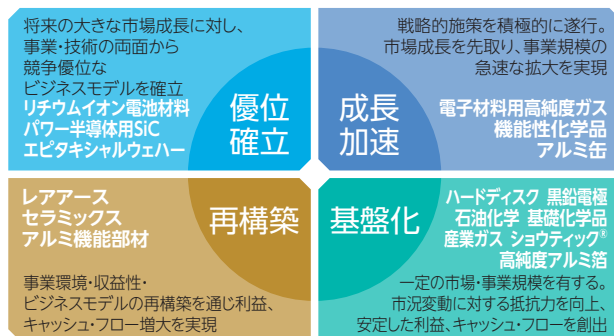 将来の大きな市場成長に対し、
事業・技術の両面から
競争優位な
ビジネスモデルを確立
リチウムイオン電池材料
パワー半導体用SiC
エピタキシャルウェハー
優位
確立
戦略的施策を積極的に遂行。
市場成長を先取り、事業規模の
急速な拡大を実現
成長
加速
電子材料用高純度ガス
機能性化学品
アルミ缶
レアアース
セラミックス
アルミ機能部材
再構築
事業環境・収益性・
ビジネスモデルの再構築を通じ利益、
キャッシュ・フロー増大を実現
基盤化
ハードディスク 黒鉛電極
石油化学 基礎化学品
産業ガス ショウティック®
高純度アルミ箔
一定の市場・事業規模を有する。
市況変動に対する抵抗力を向上、
安定した利益、キャッシュ・フローを創出